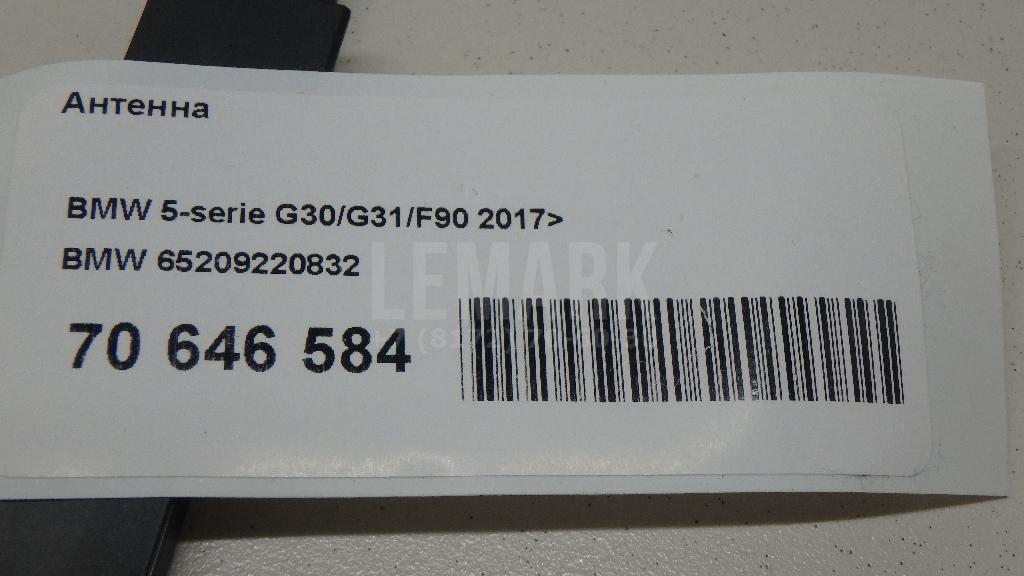 Антенна
BMW 5-serie G30/G31/F90 2017>
BMW 65209220832
LEMARK
70 646 584